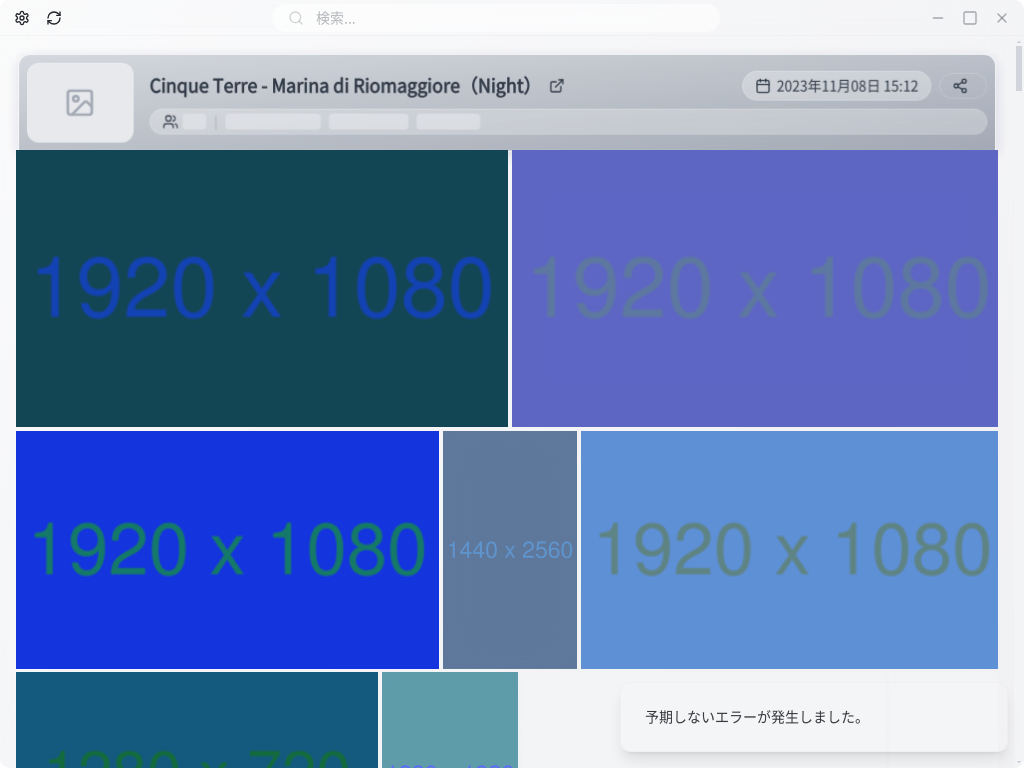 検索...
Cinque Terre - Marina di Riomaggiore（Night）
2023年11月08日 15:12
1920 x 1080
1920 x 1080
1920 x 1080
1440 x 2560
1920 x 1080
1280 x 720
予期しないエラーが発生しました。